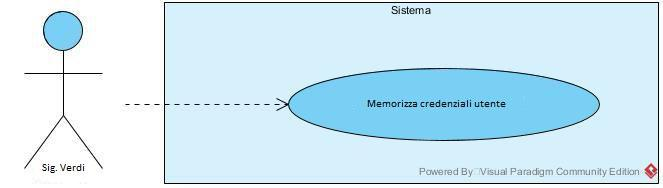 Sistema
Memorizza credenziali utente
Sig. Verdi
Powered By Visual Paradigm Community Edition